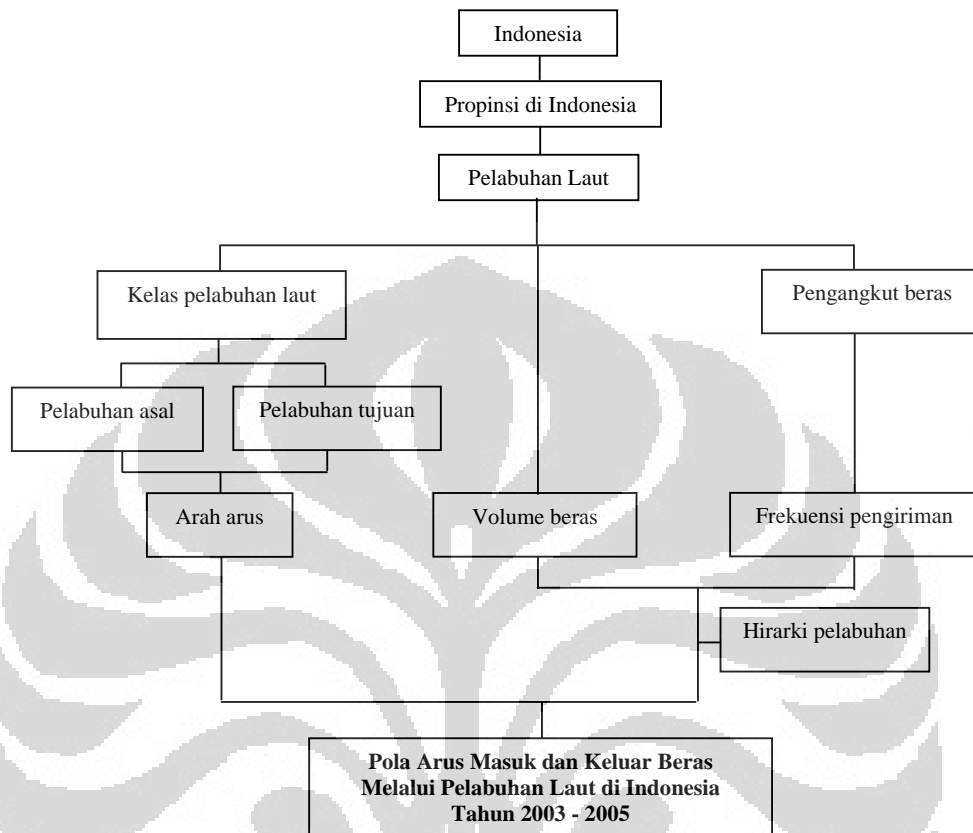 Indonesia
Propinsi di Indonesia
Pelabuhan Laut
Kelas pelabuhan laut
Pengangkut beras
Pelabuhan asal
Pelabuhan tujuan
Arah arus
Volume beras
Frekuensi pengiriman
Hirarki pelabuhan
Pola Arus Masuk dan Keluar Beras
Melalui Pelabuhan Laut di Indonesia
Tahun 2003 - 2005